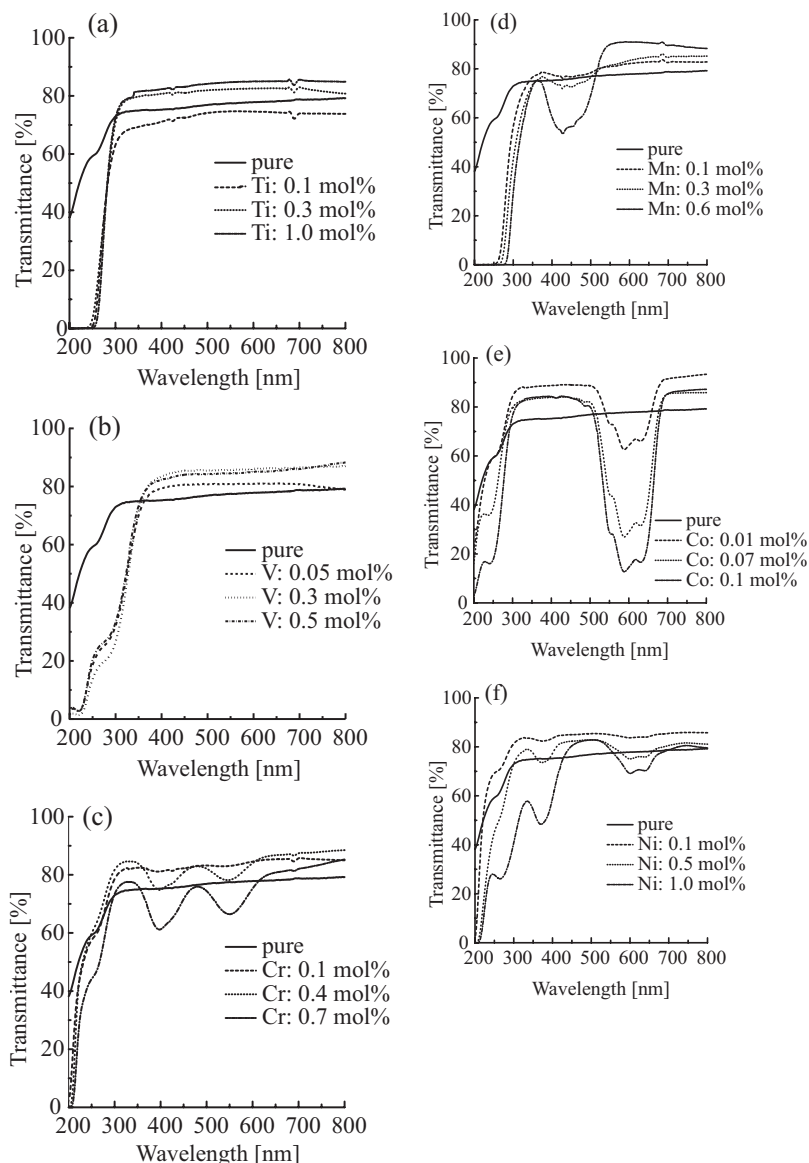 (a)
100
80
60
40
20
0
200 300 400 500 600 700 800
Transmittance [%]
Wavelength [nm]
pure
Ti: 0.1 mol%
Ti: 0.3 mol%
Ti: 1.0 mol%
(b)
100
80
60
40
20
0
200 300 400 500 600 700 800
Transmittance [%]
Wavelength [nm]
pure
V: 0.05 mol%
V: 0.3 mol%
V: 0.5 mol%
(c)
100
80
60
40
20
0
200 300 400 500 600 700 800
Transmittance [%]
Wavelength [nm]
pure
Cr: 0.1 mol%
Cr: 0.4 mol%
Cr: 0.7 mol%
(d)
100
80
60
40
20
0
200 300 400 500 600 700 800
Transmittance [%]
Wavelength [nm]
pure
Mn: 0.1 mol%
Mn: 0.3 mol%
Mn: 0.6 mol%
(e)
100
80
60
40
20
0
200 300 400 500 600 700 800
Transmittance [%]
Wavelength [nm]
pure
Co: 0.01 mol%
Co: 0.07 mol%
Co: 0.1 mol%
(f)
100
80
60
40
20
0
200 300 400 500 600 700 800
Transmittance [%]
Wavelength [nm]
pure
Ni: 0.1 mol%
Ni: 0.5 mol%
Ni: 1.0 mol%